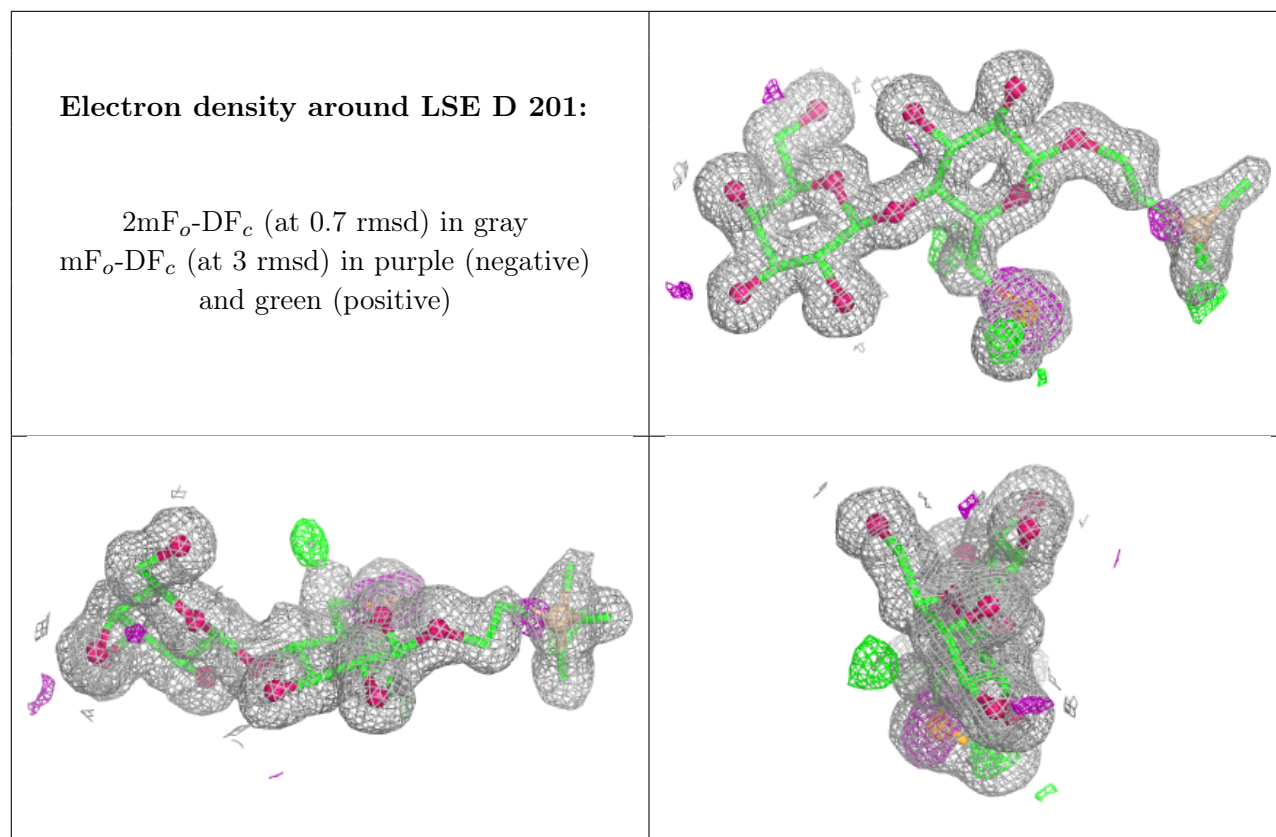 Electron density around LSE D 201:
2mFo-DFc (at 0.7 rmsd) in gray
mFo-DFc (at 3 rmsd) in purple (negative)
and green (positive)